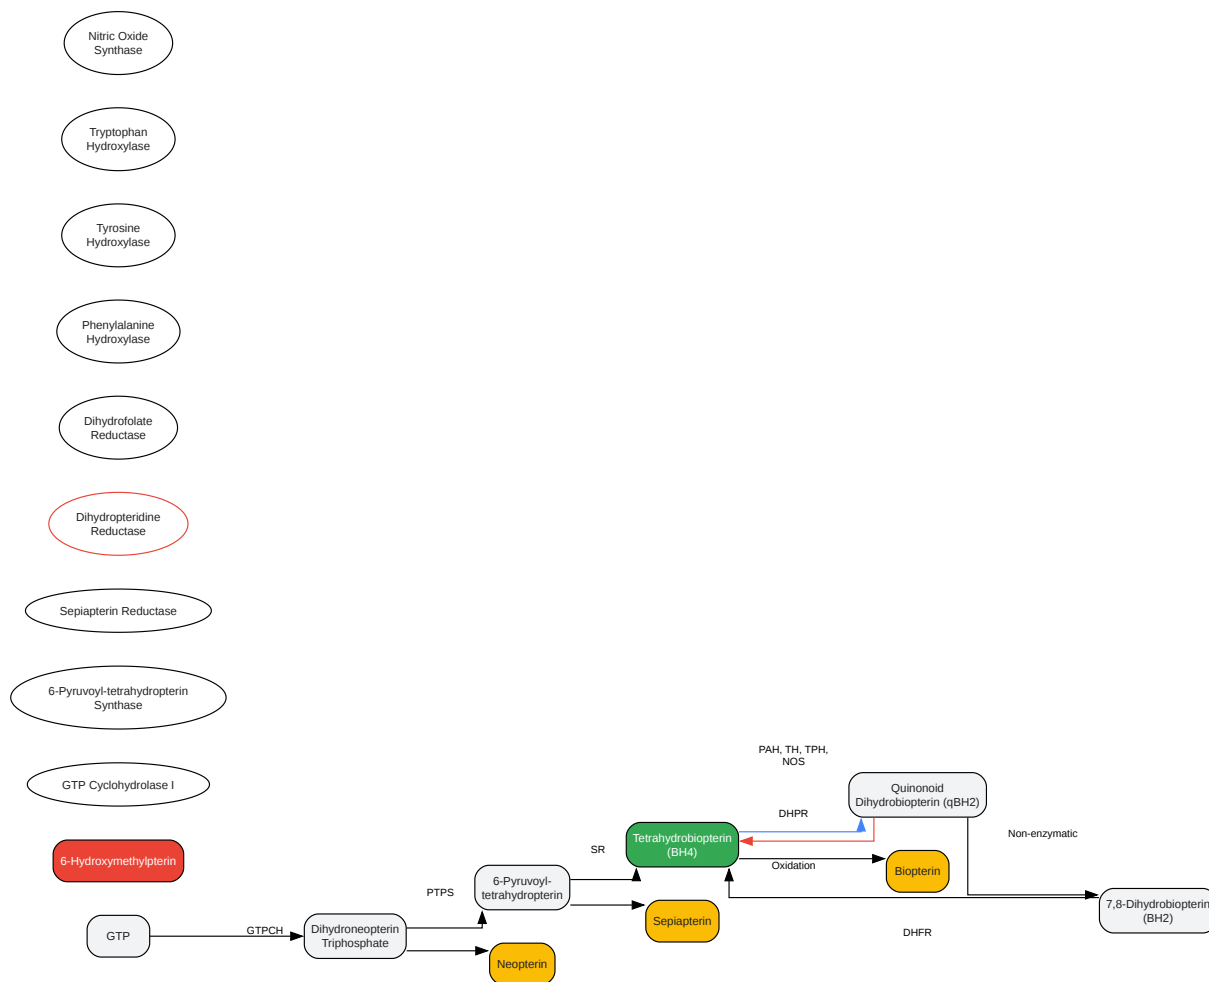 Nitric Oxide
Synthase
Tryptophan
Hydroxylase
Tyrosine
Hydroxylase
Phenylalanine
Hydroxylase
Dihydrofolate
Reductase
Dihydropteridine
Reductase
Sepiapterin Reductase
6-Pyruvoyl-tetrahydropterin
Synthase
GTP Cyclohydrolase I
6-Hydroxymethylpterin
GTP
GTPCH
Dihydroneopterin
Triphosphate
PTPS
Neopterin
6-Pyruvoyl-
tetrahydropterin
SR
Sepiapterin
Tetrahydrobiopterin
(BH4)
PAH, TH, TPH,
NOS
DHPR
Oxidation
Quinonoid
Dihydrobiopterin (qBH2)
Biopterin
Non-enzymatic
DHFR
7,8-Dihydrobiopterin
(BH2)